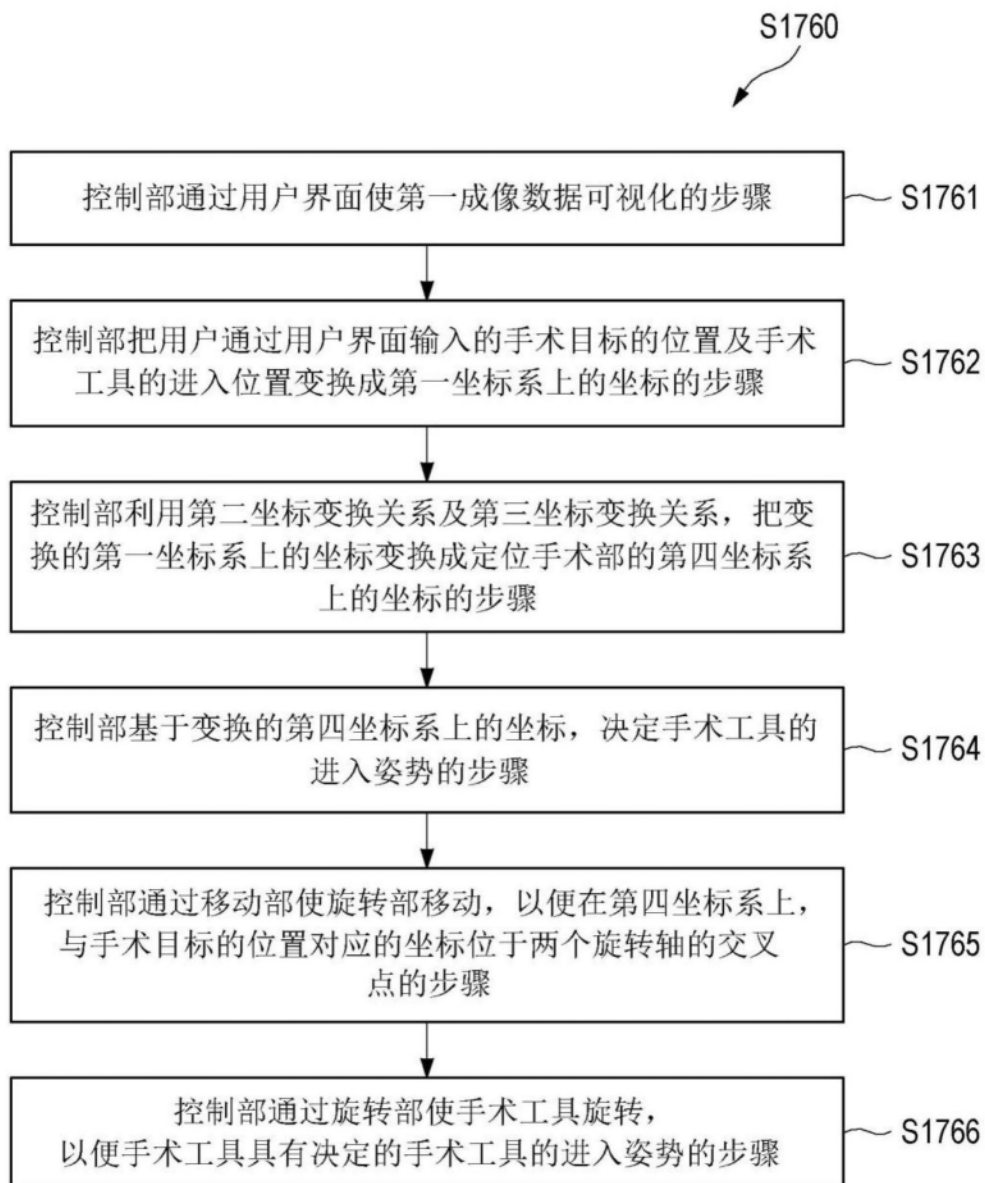 S1760
控制部通过用户界面使第一成像数据可视化的步骤
S1761
控制部把用户通过用户界面输入的手术目标的位置及手术
工具的进入位置变换成第一坐标系上的坐标的步骤
S1762
控制部利用第二坐标变换关系及第三坐标变换关系，把变
换的第一坐标系上的坐标变换成定位手术部的第四坐标系
上的坐标的步骤
S1763
控制部基于变换的第四坐标系上的坐标，决定手术工具的
进入姿势的步骤
S1764
控制部通过移动部使旋转部移动，以便在第四坐标系上，
与手术目标的位置对应的坐标位于两个旋转轴的交叉
点的步骤
S1765
控制部通过旋转部使手术工具旋转，
以便手术工具具有决定的手术工具的进入姿势的步骤
S1766